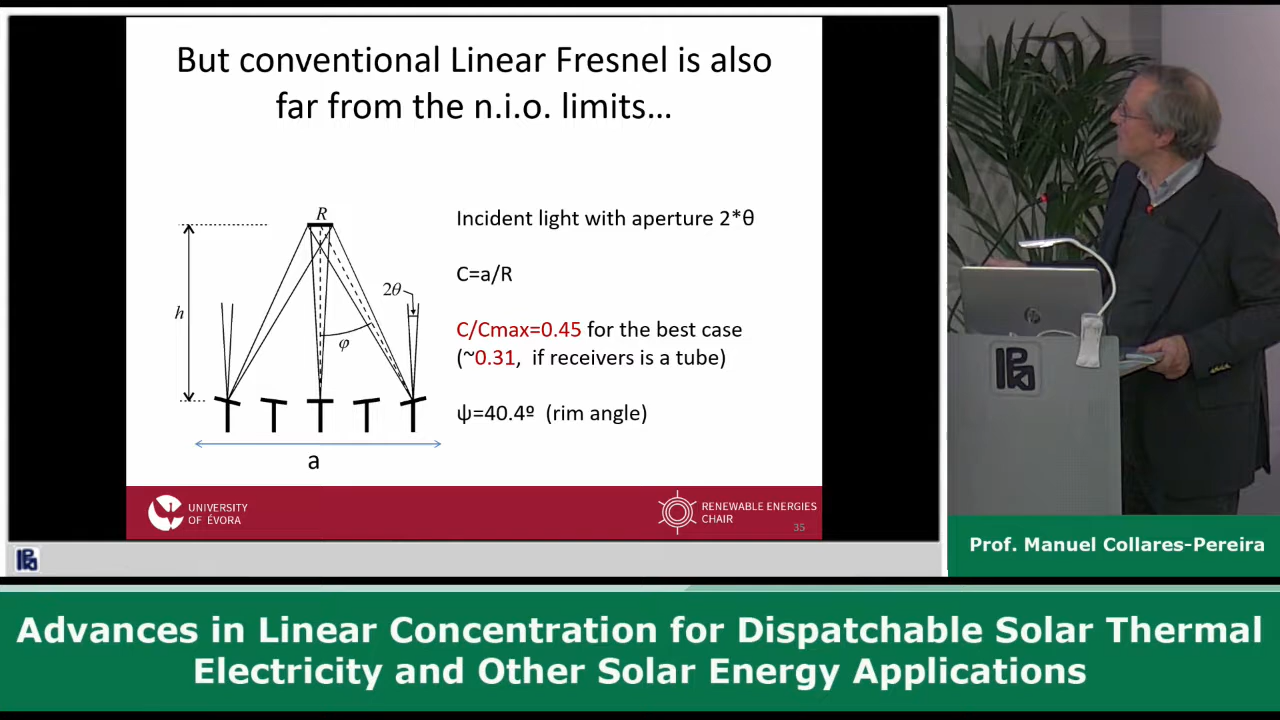 But conventional Linear Fresnel is also
far from the n.i.o. limits...
R
h
2θ
φ
a
Incident light with aperture 2*θ
C=a/R
C/Cmax=0.45 for the best case
(~0.31, if receivers is a tube)
ψ=40.4º (rim angle)
UNIVERSITY
OF ÉVORA
RENEWABLE ENERGIES
CHAIR
35
Prof. Manuel Collares-Pereira
Advances in Linear Concentration for Dispatchable Solar Thermal
Electricity and Other Solar Energy Applications